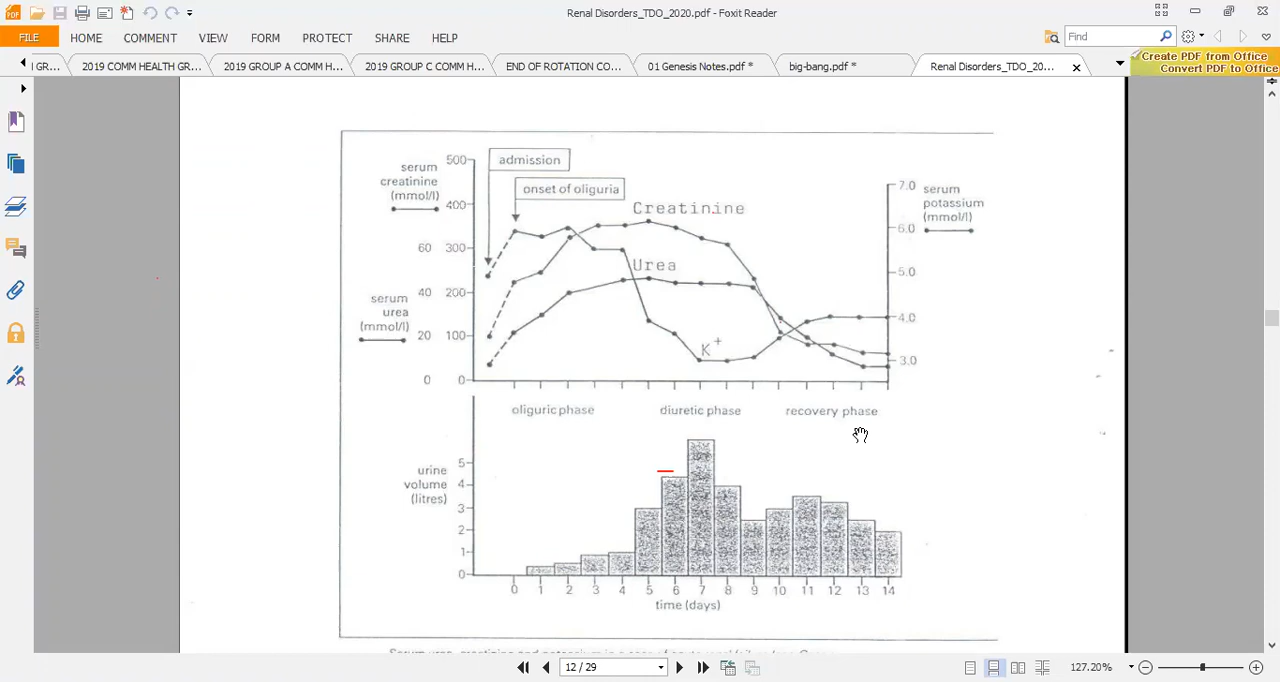 Renal Disorders_TDO_2020.pdf - Foxit Reader
FILE HOME COMMENT VIEW FORM PROTECT SHARE HELP
Find
I GR... 2019 COMM HEALTH GR... 2019 GROUP A COMM H... 2019 GROUP C COMM H... END OF ROTATION CO... 01 Genesis Notes.pdf * big-bang.pdf * Renal Disorders_TDO_20...
Create PDF from Office
Convert PDF to Office
serum
creatinine
(mmol/l)
500
400
300
200
100
0
60
40
20
0
serum
urea
(mmol/l)
admission
onset of oliguria
Creatinine
Urea
K+
7.0
6.0
5.0
4.0
3.0
serum
potassium
(mmol/l)
oliguric phase diuretic phase recovery phase
urine
volume
(litres)
5
4
3
2
1
0
0 1 2 3 4 5 6 7 8 9 10 11 12 13 14
time (days)
12 / 29
127.20%